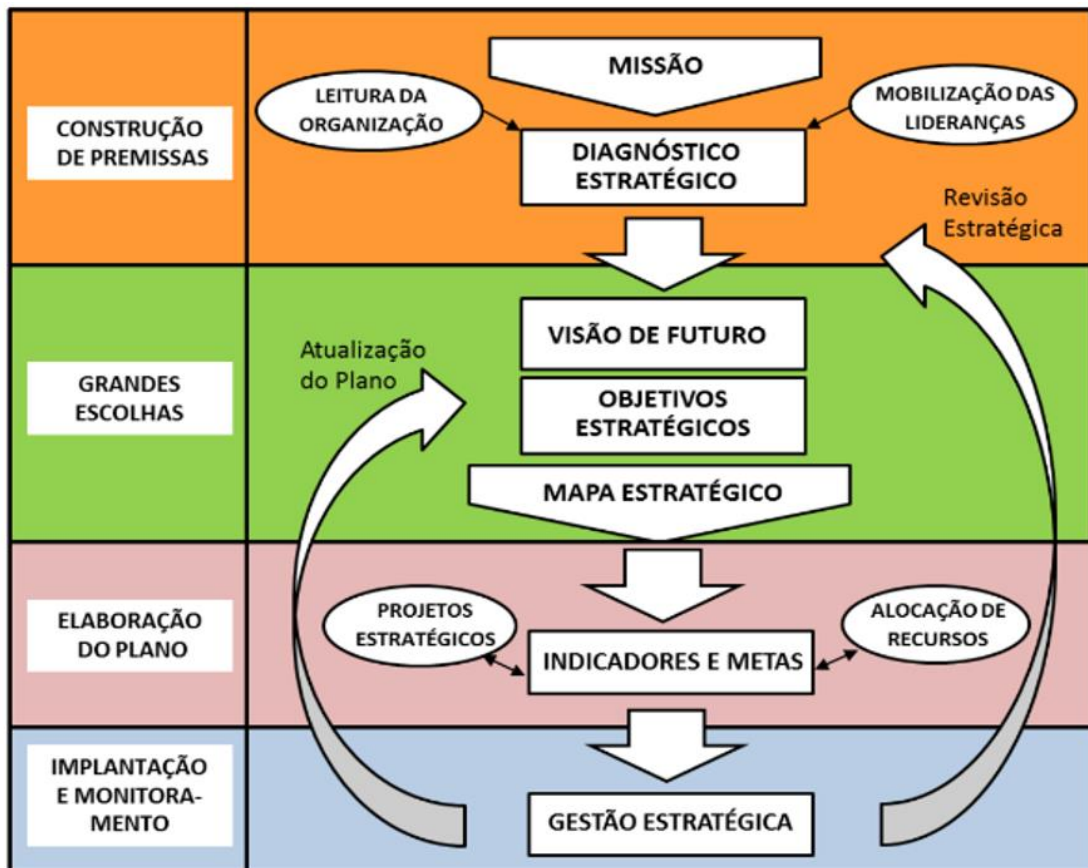 CONSTRUÇÃO
DE PREMISSAS
MISSÃO
LEITURA DA
ORGANIZAÇÃO
MOBILIZAÇÃO DAS
LIDERANÇAS
DIAGNÓSTICO
ESTRATÉGICO
Revisão
Estratégica
GRANDES
ESCOLHAS
VISÃO DE FUTURO
Atualização
do Plano
OBJETIVOS
ESTRATÉGICOS
MAPA ESTRATÉGICO
ELABORAÇÃO
DO PLANO
PROJETOS
ESTRATÉGICOS
ALOCAÇÃO DE
RECURSOS
INDICADORES E METAS
IMPLANTAÇÃO
E MONITORA-
MENTO
GESTÃO ESTRATÉGICA